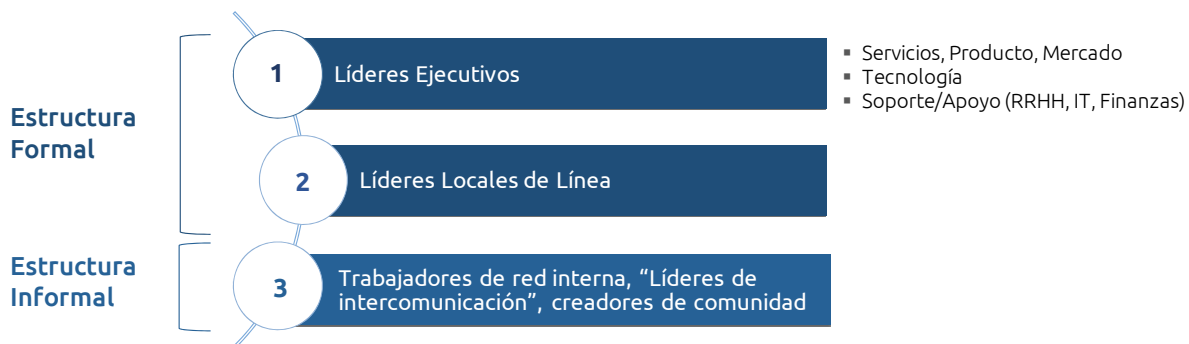 Estructura
Formal
1
Líderes Ejecutivos
▪ Servicios, Producto, Mercado
▪ Tecnología
▪ Soporte/Apoyo (RRHH, IT, Finanzas)
2
Líderes Locales de Línea
Estructura
Informal
3
Trabajadores de red interna, “Líderes de
intercomunicación”, creadores de comunidad